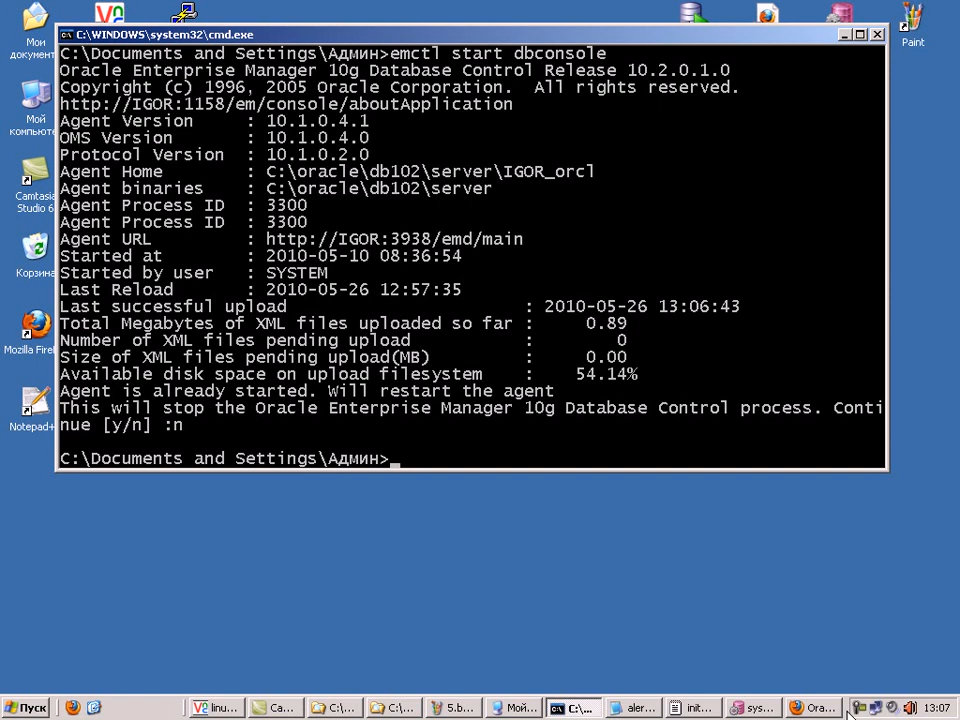 C:\WINDOWS\system32\cmd.exe
C:\Documents and Settings\Админ>emctl start dbconsole
Oracle Enterprise Manager 10g Database Control Release 10.2.0.1.0
Copyright (c) 1996, 2005 Oracle Corporation.  All rights reserved.
http://IGOR:1158/em/console/aboutApplication
Agent Version     : 10.1.0.4.1
OMS Version       : 10.1.0.4.0
Protocol Version  : 10.1.0.2.0
Agent Home        : C:\oracle\db102\server\IGOR_orcl
Agent binaries    : C:\oracle\db102\server
Agent Process ID  : 3300
Agent Process ID  : 3300
Agent URL         : http://IGOR:3938/emd/main
Started at        : 2010-05-10 08:36:54
Started by user   : SYSTEM
Last Reload       : 2010-05-26 12:57:35
Last successful upload                       : 2010-05-26 13:06:43
Total Megabytes of XML files uploaded so far :     0.89
Number of XML files pending upload           :        0
Size of XML files pending upload(MB)         :     0.00
Available disk space on upload filesystem    :    54.14%
Agent is already started. Will restart the agent
This will stop the Oracle Enterprise Manager 10g Database Control process. Conti
nue [y/n] :n
C:\Documents and Settings\Админ>_
Мои
докумен
Мой
компьюте
Camtasia
Studio 6
Корзина
Mozilla Firef
Notepad+
Paint
Пуск
linu...
Ca...
C:\...
C:\...
5.b...
Мой...
C:\...
aler...
init...
sys...
Ora...
13:07